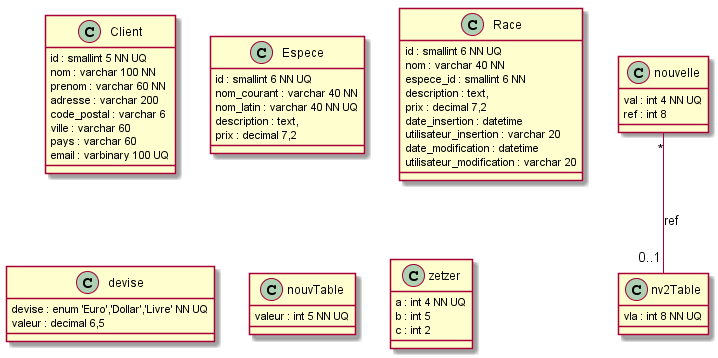 C Client
id : smallint 5 NN UQ
nom : varchar 100 NN
prenom : varchar 60 NN
adresse : varchar 200
code_postal : varchar 6
ville : varchar 60
pays : varchar 60
email : varbinary 100 UQ
C Espece
id : smallint 6 NN UQ
nom_courant : varchar 40 NN
nom_latin : varchar 40 NN UQ
description : text,
prix : decimal 7,2
C Race
id : smallint 6 NN UQ
nom : varchar 40 NN
espece_id : smallint 6 NN
description : text,
prix : decimal 7,2
date_insertion : datetime
utilisateur_insertion : varchar 20
date_modification : datetime
utilisateur_modification : varchar 20
C nouvelle
val : int 4 NN UQ
ref : int 8
*
ref
0..1
C devise
devise : enum 'Euro','Dollar','Livre' NN UQ
valeur : decimal 6,5
C nouvTable
valeur : int 5 NN UQ
C zetzer
a : int 4 NN UQ
b : int 5
c : int 2
C nv2Table
vla : int 8 NN UQ